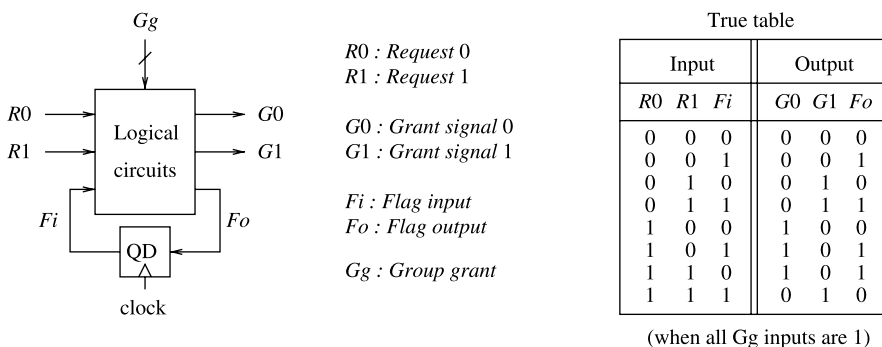 Gg
R0
R1
Logical
circuits
G0
G1
Fi
Fo
QD
clock
R0 : Request 0
R1 : Request 1
G0 : Grant signal 0
G1 : Grant signal 1
Fi : Flag input
Fo : Flag output
Gg : Group grant
True table
Input Output
R0 R1 Fi G0 G1 Fo
0 0 0 0 0 0
0 0 1 0 0 1
0 1 0 0 1 0
0 1 1 0 1 1
1 0 0 1 0 0
1 0 1 1 0 1
1 1 0 1 0 1
1 1 1 0 1 0
(when all Gg inputs are 1)